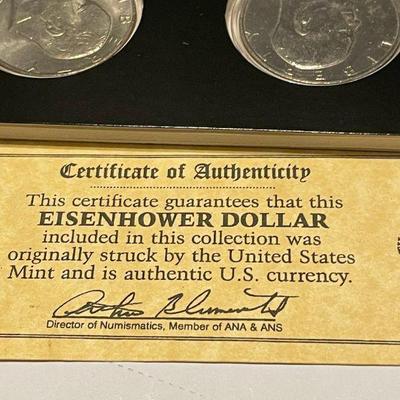 LIBERTY
Certificate of Authenticity
This certificate guarantees that this
EISENHOWER DOLLAR
included in this collection was
originally struck by the United States
Mint and is authentic U.S. currency.
Director of Numismatics, Member of ANA & ANS